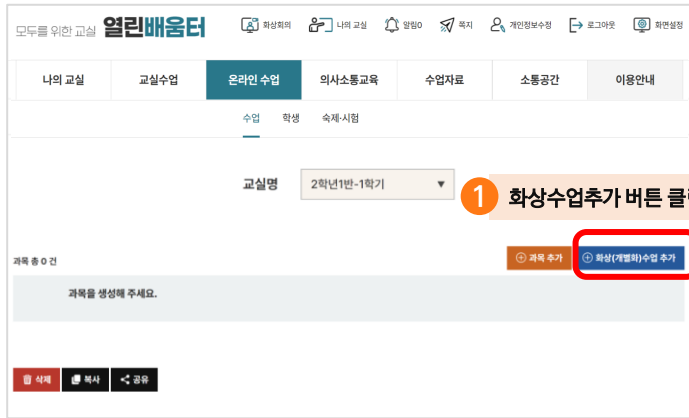 모두를 위한 교실 열린배움터
화상회의 나의 교실 알림0 쪽지 개인정보수정 로그아웃 화면설정
나의 교실 교실수업 온라인 수업 의사소통교육 수업자료 소통공간 이용안내
수업 학생 숙제·시험
교실명 2학년1반-1학기
1 화상수업추가 버튼 클릭
과목 총 0 건 과목 추가 화상(개별화)수업 추가
과목을 생성해 주세요.
삭제 복사 공유